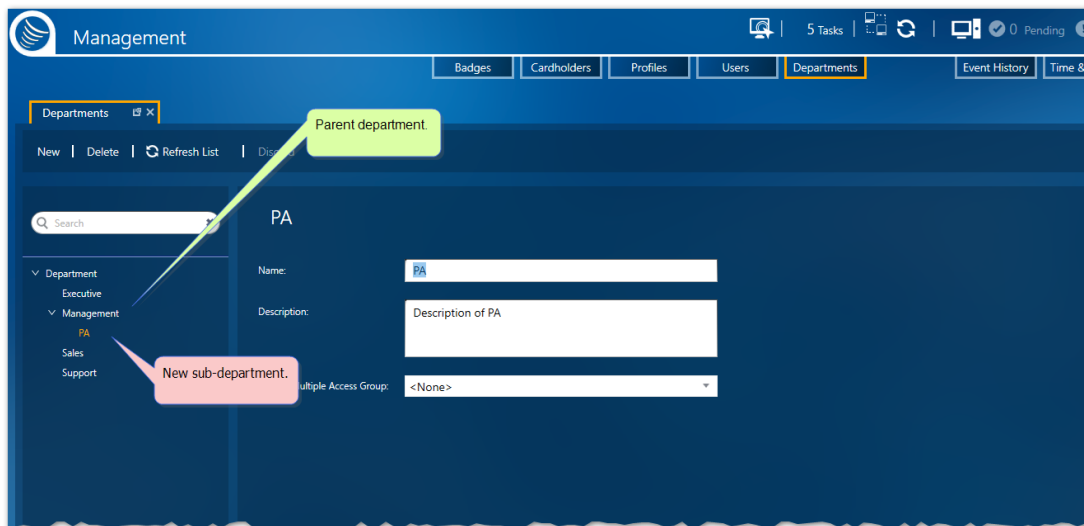 Management
5 Tasks
0 Pending
Badges
Cardholders
Profiles
Users
Departments
Event History
Time &
Departments
Parent department.
New
Delete
Refresh List
Search
PA
Department
Name:
PA
Executive
Management
Description:
Description of PA
PA
Sales
Support
New sub-department.
ultiple Access Group:
<None>